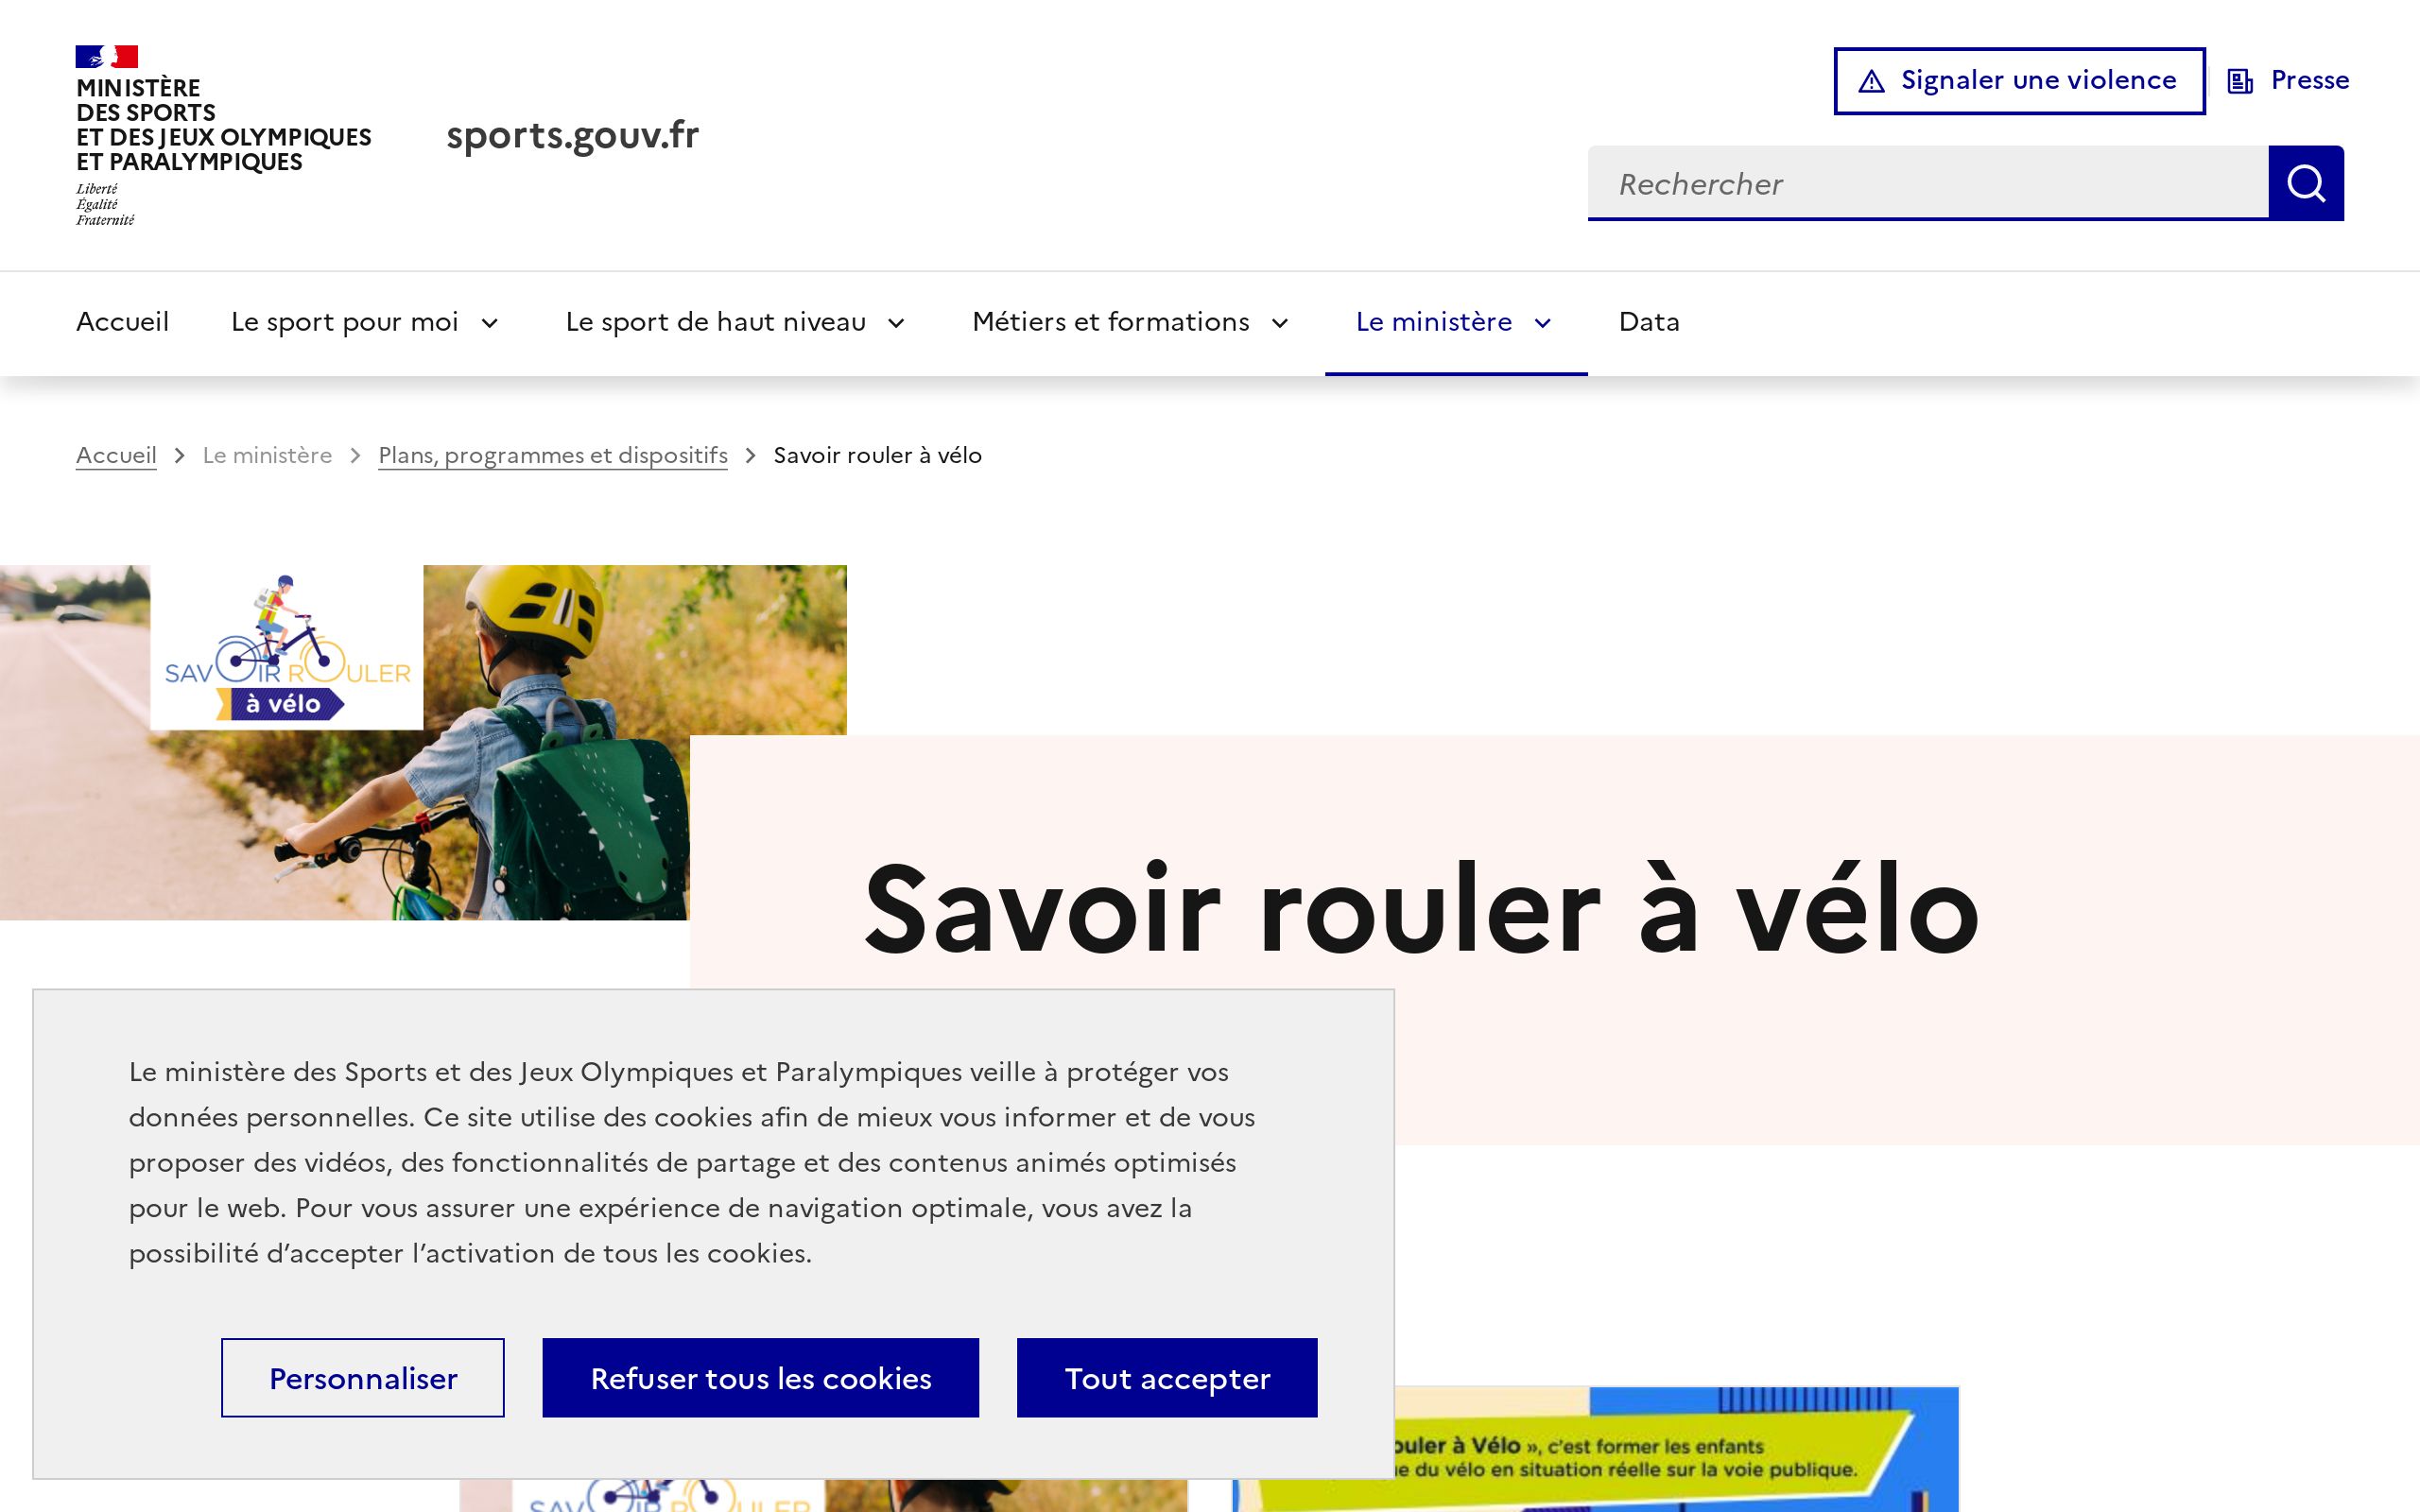 MINISTÈRE
DES SPORTS
ET DES JEUX OLYMPIQUES
ET PARALYMPIQUES
Liberté
Égalité
Fraternité
sports.gouv.fr
Signaler une violence
Presse
Rechercher
Accueil
Le sport pour moi
Le sport de haut niveau
Métiers et formations
Le ministère
Data
Accueil > Le ministère > Plans, programmes et dispositifs > Savoir rouler à vélo
SAVOIR ROULER
à vélo
Savoir rouler à vélo
Le ministère des Sports et des Jeux Olympiques et Paralympiques veille à protéger vos
données personnelles. Ce site utilise des cookies afin de mieux vous informer et de vous
proposer des vidéos, des fonctionnalités de partage et des contenus animés optimisés
pour le web. Pour vous assurer une expérience de navigation optimale, vous avez la
possibilité d’accepter l’activation de tous les cookies.
Personnaliser
Refuser tous les cookies
Tout accepter
à Vélo », c'est former les enfants
du vélo en situation réelle sur la voie publique.
SAVOIR ROULER